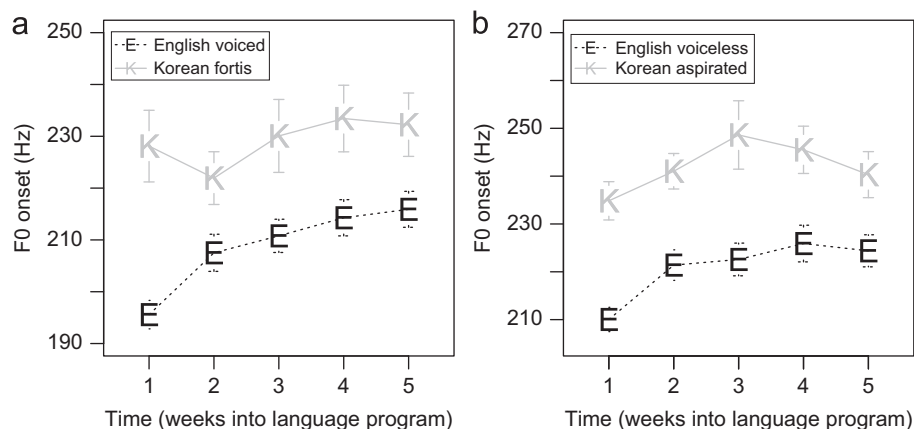 a
250
230
210
190
F0 onset (Hz)
E English voiced
K Korean fortis
K K K K K
E E E E E
1 2 3 4 5
Time (weeks into language program)
b
270
250
230
210
F0 onset (Hz)
E English voiceless
K Korean aspirated
K K K K K
E E E E E
1 2 3 4 5
Time (weeks into language program)